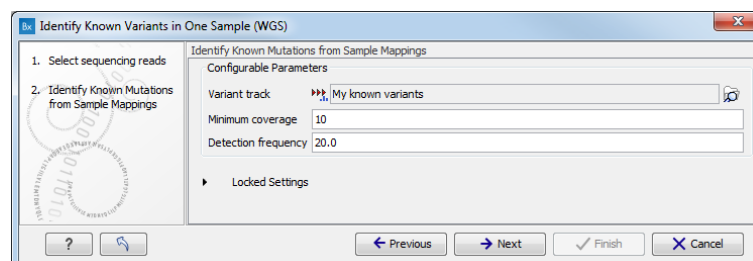 Bx Identify Known Variants in One Sample (WGS)
1. Select sequencing reads
2. Identify Known Mutations
from Sample Mappings
Identify Known Mutations from Sample Mappings
Configurable Parameters
Variant track My known variants
Minimum coverage 10
Detection frequency 20.0
Locked Settings
? Previous Next Finish Cancel